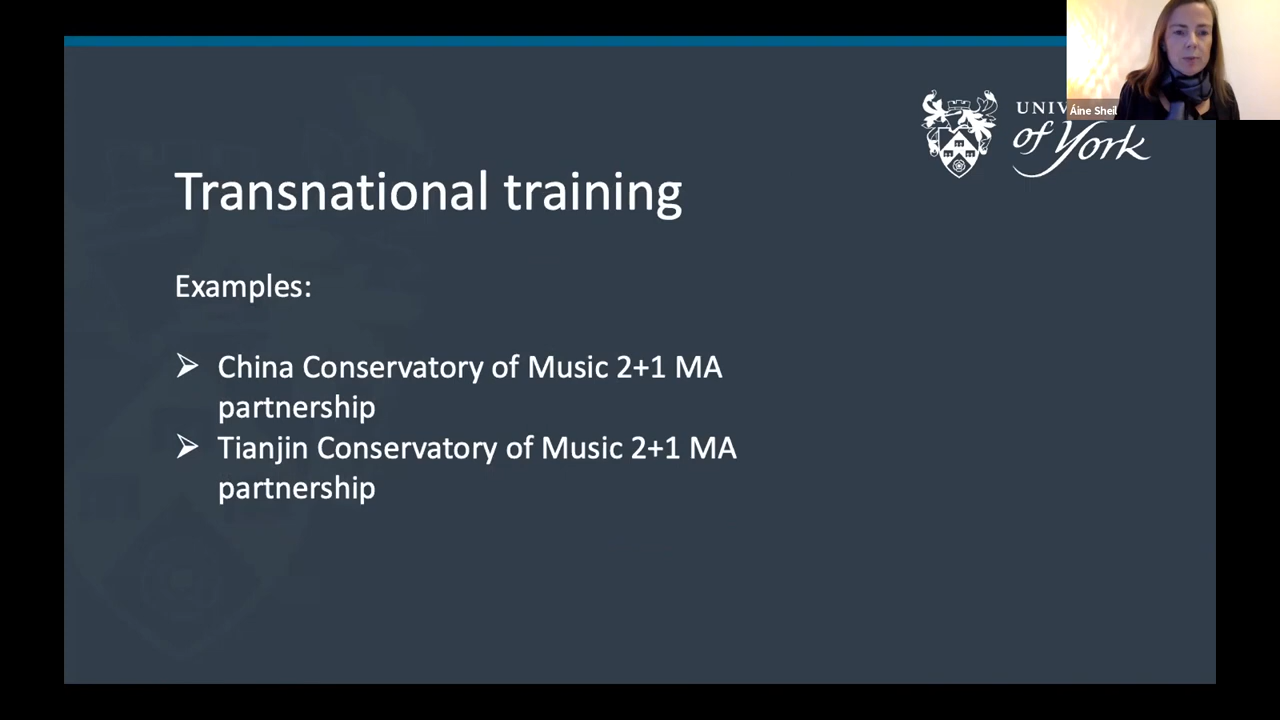 Áine Sheil
of York
Transnational training
Examples:
➢ China Conservatory of Music 2+1 MA
partnership
➢ Tianjin Conservatory of Music 2+1 MA
partnership